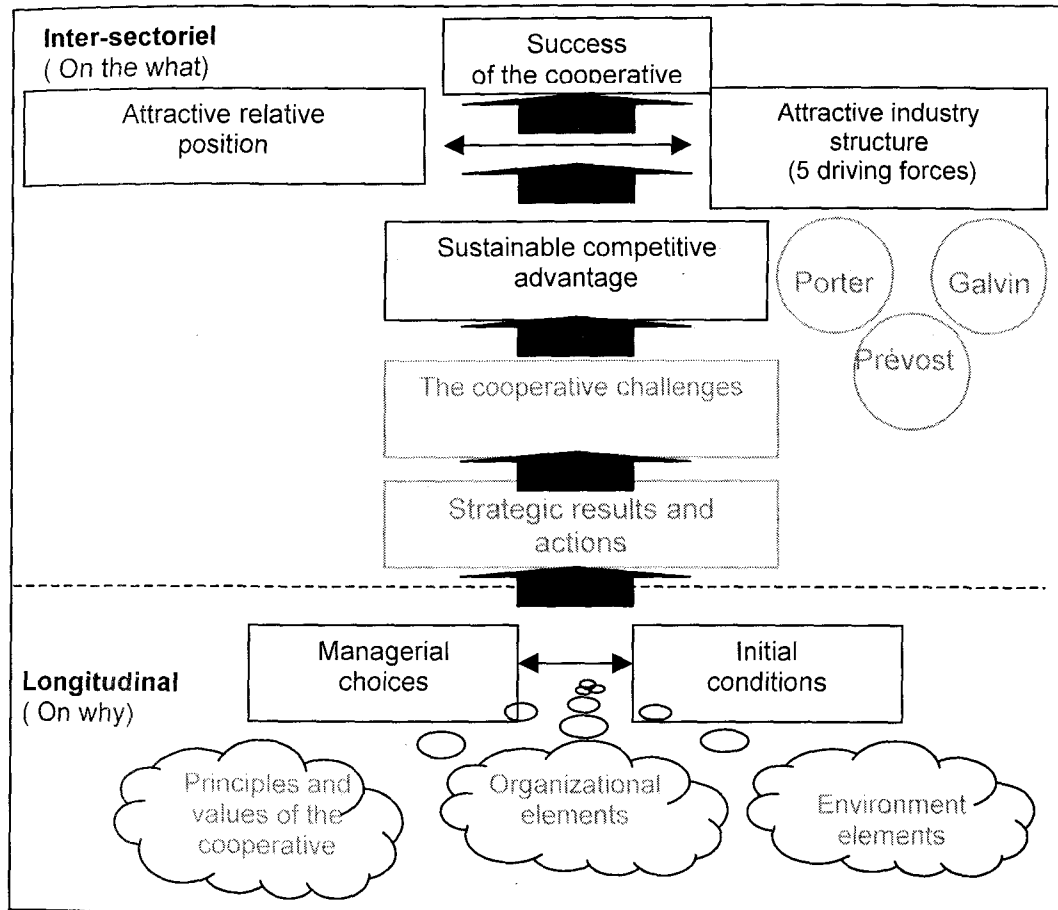 Inter-sectoriel
( On the what)
Success
of the cooperative
Attractive relative
position
Attractive industry
structure
(5 driving forces)
Sustainable competitive
advantage
Porter
Galvin
Prévost
The cooperative challenges
Strategic results and
actions
Longitudinal
( On why)
Managerial
choices
Initial
conditions
Principles and
values of the
cooperative
Organizational
elements
Environment
elements